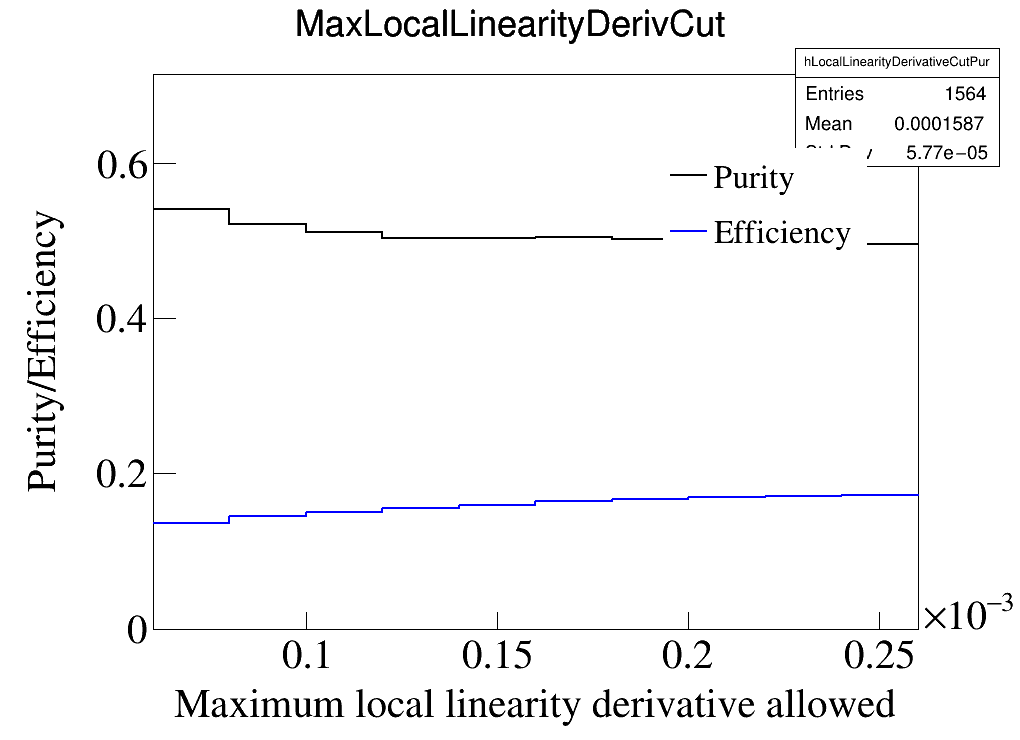 MaxLocalLinearityDerivCut
hLocalLinearityDerivativeCutPur
Entries 1564
Mean 0.0001587
5.77e−05
Purity
Efficiency
0.6
0.4
0.2
0
Purity/Efficiency
0.1 0.15 0.2 0.25
×10−3
Maximum local linearity derivative allowed